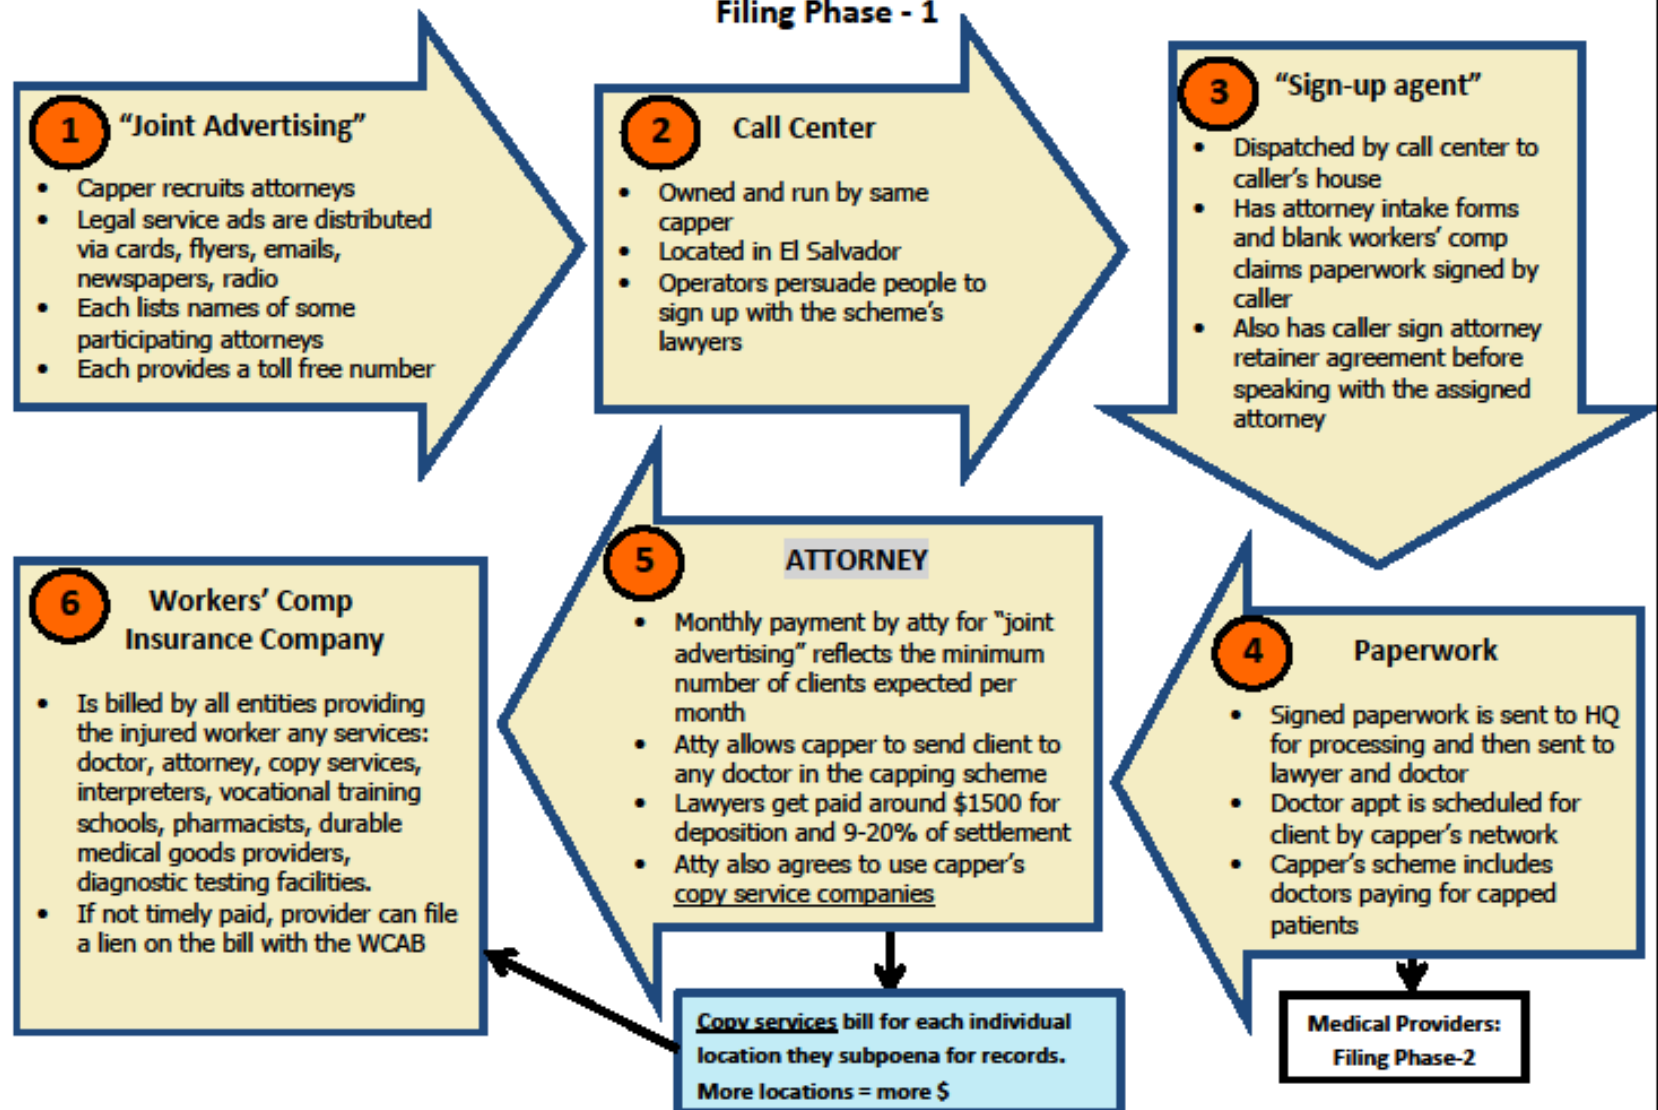 Filing Phase - 1
1
“Joint Advertising”
• Capper recruits attorneys
• Legal service ads are distributed
via cards, flyers, emails,
newspapers, radio
• Each lists names of some
participating attorneys
• Each provides a toll free number
2
Call Center
• Owned and run by same
capper
• Located in El Salvador
• Operators persuade people to
sign up with the scheme’s
lawyers
3
“Sign-up agent”
• Dispatched by call center to
caller’s house
• Has attorney intake forms
and blank workers’ comp
claims paperwork signed by
caller
• Also has caller sign attorney
retainer agreement before
speaking with the assigned
attorney
4
Paperwork
• Signed paperwork is sent to HQ
for processing and then sent to
lawyer and doctor
• Doctor appt is scheduled for
client by capper’s network
• Capper’s scheme includes
doctors paying for capped
patients
Medical Providers:
Filing Phase-2
5
ATTORNEY
• Monthly payment by atty for “joint
advertising” reflects the minimum
number of clients expected per
month
• Atty allows capper to send client to
any doctor in the capping scheme
• Lawyers get paid around $1500 for
deposition and 9-20% of settlement
• Atty also agrees to use capper’s
copy service companies
Copy services bill for each individual
location they subpoena for records.
More locations = more $
6
Workers’ Comp
Insurance Company
• Is billed by all entities providing
the injured worker any services:
doctor, attorney, copy services,
interpreters, vocational training
schools, pharmacists, durable
medical goods providers,
diagnostic testing facilities.
• If not timely paid, provider can file
a lien on the bill with the WCAB